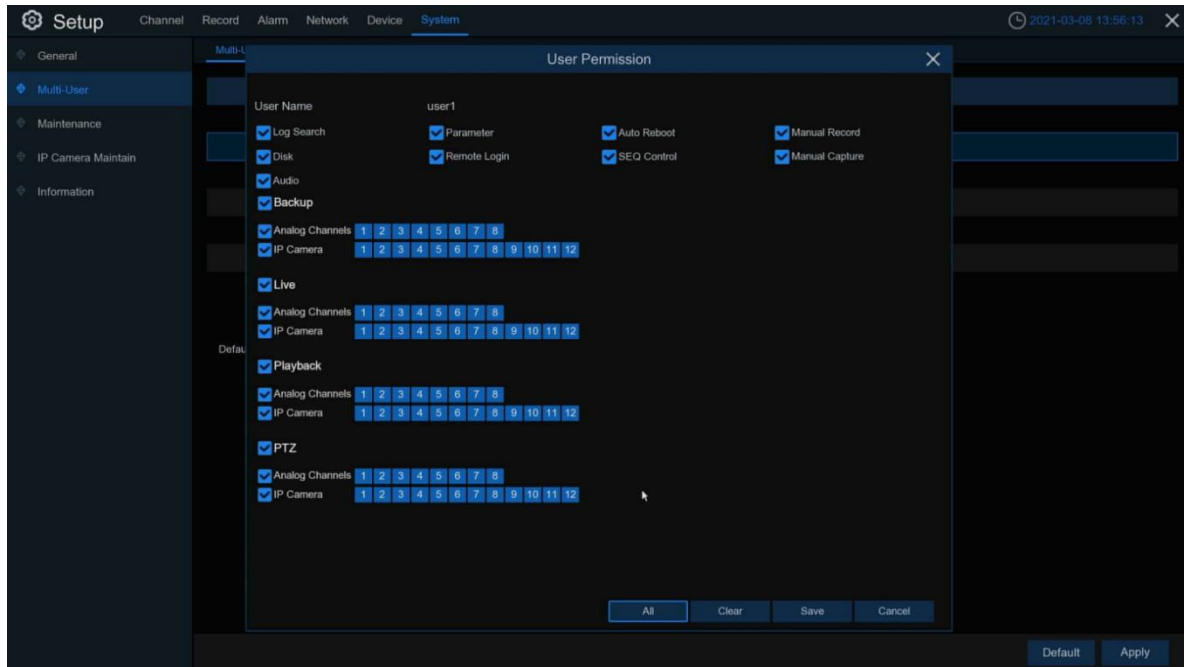 Setup Channel Record Alarm Network Device System 2021-03-08 13:56:13
General
Multi-User
Maintenance
IP Camera Maintain
Information
Multi-U
Defau
User Permission
User Name user1
Log Search Parameter Auto Reboot Manual Record
Disk Remote Login SEQ Control Manual Capture
Audio
Backup
Analog Channels 1 2 3 4 5 6 7 8
IP Camera 1 2 3 4 5 6 7 8 9 10 11 12
Live
Analog Channels 1 2 3 4 5 6 7 8
IP Camera 1 2 3 4 5 6 7 8 9 10 11 12
Playback
Analog Channels 1 2 3 4 5 6 7 8
IP Camera 1 2 3 4 5 6 7 8 9 10 11 12
PTZ
Analog Channels 1 2 3 4 5 6 7 8
IP Camera 1 2 3 4 5 6 7 8 9 10 11 12
All Clear Save Cancel
Default Apply